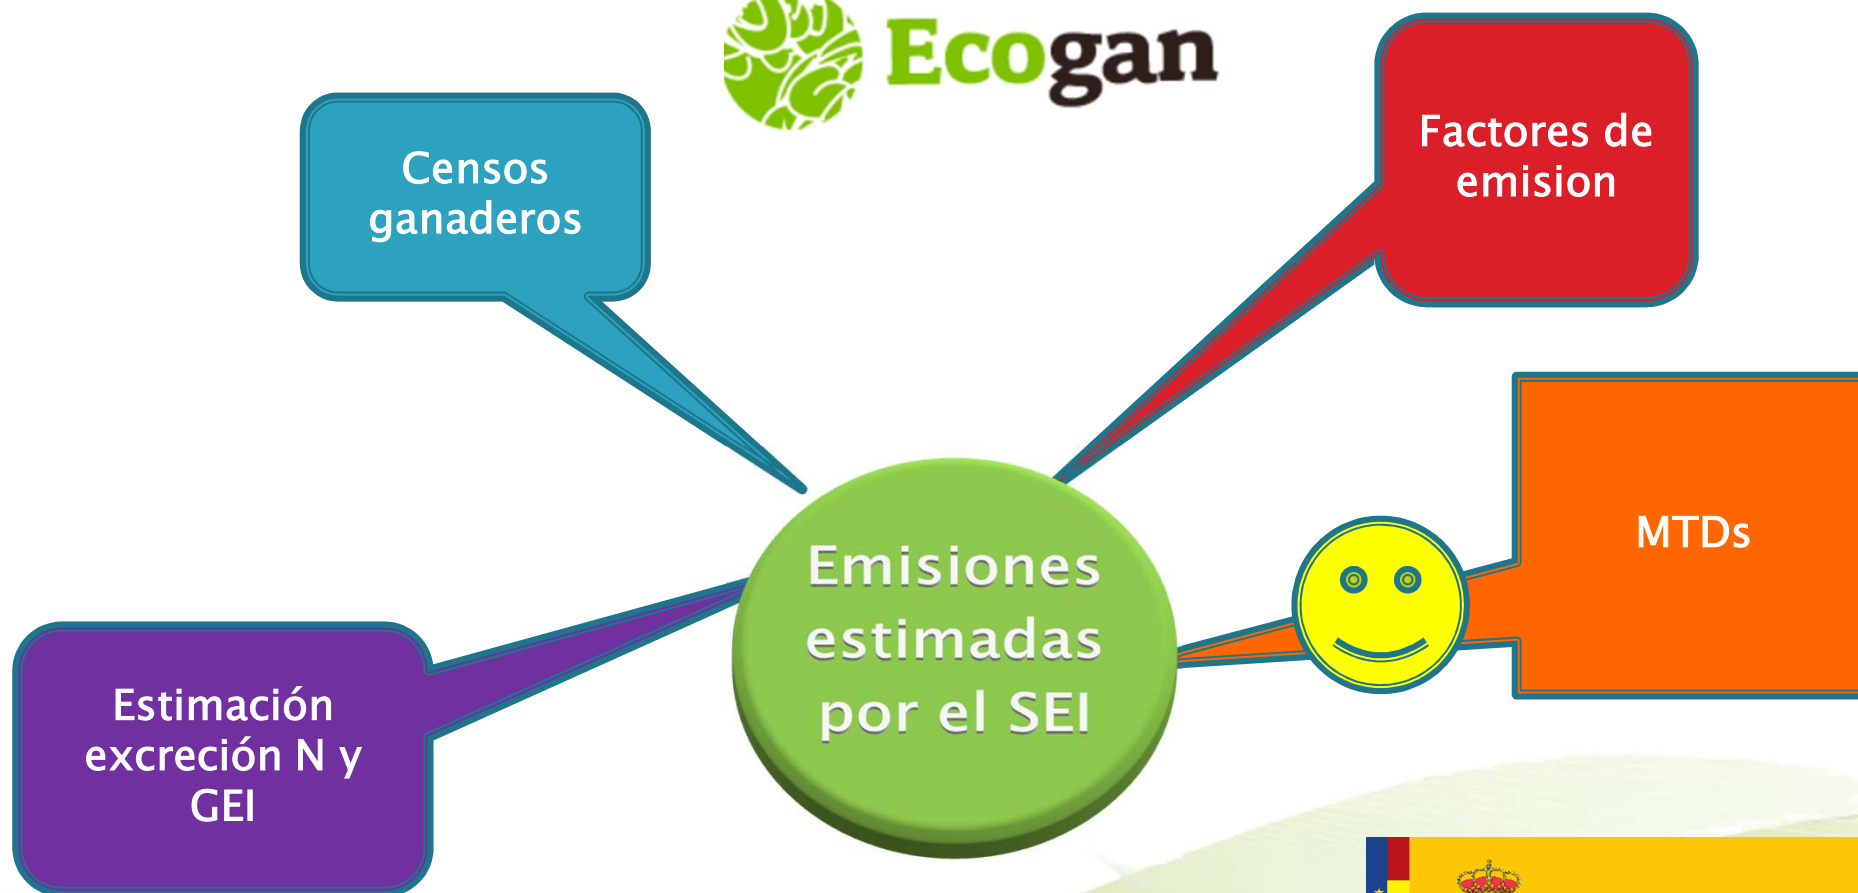 Ecogan
Censos
ganaderos
Factores de
emision
MTDs
Emisiones
estimadas
por el SEI
Estimación
excreción N y
GEI